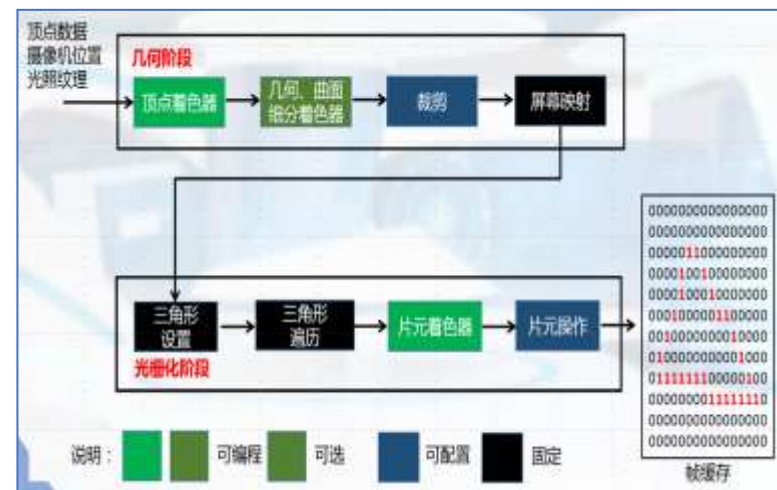 顶点数据
摄像机位置
光照纹理
几何阶段
顶点着色器
几何、曲面
细分着色器
裁剪
屏幕映射
三角形
设置
三角形
遍历
片元着色器
片元操作
光栅化阶段
0000000000000000
0000000000000000
0000011000000000
0000100100000000
0000100010000000
0001000001100000
0010000000010000
0100000000001000
0111111100000100
0000000011111110
0000000000000000
0000000000000000
帧缓存
说明：
可编程
可选
可配置
固定